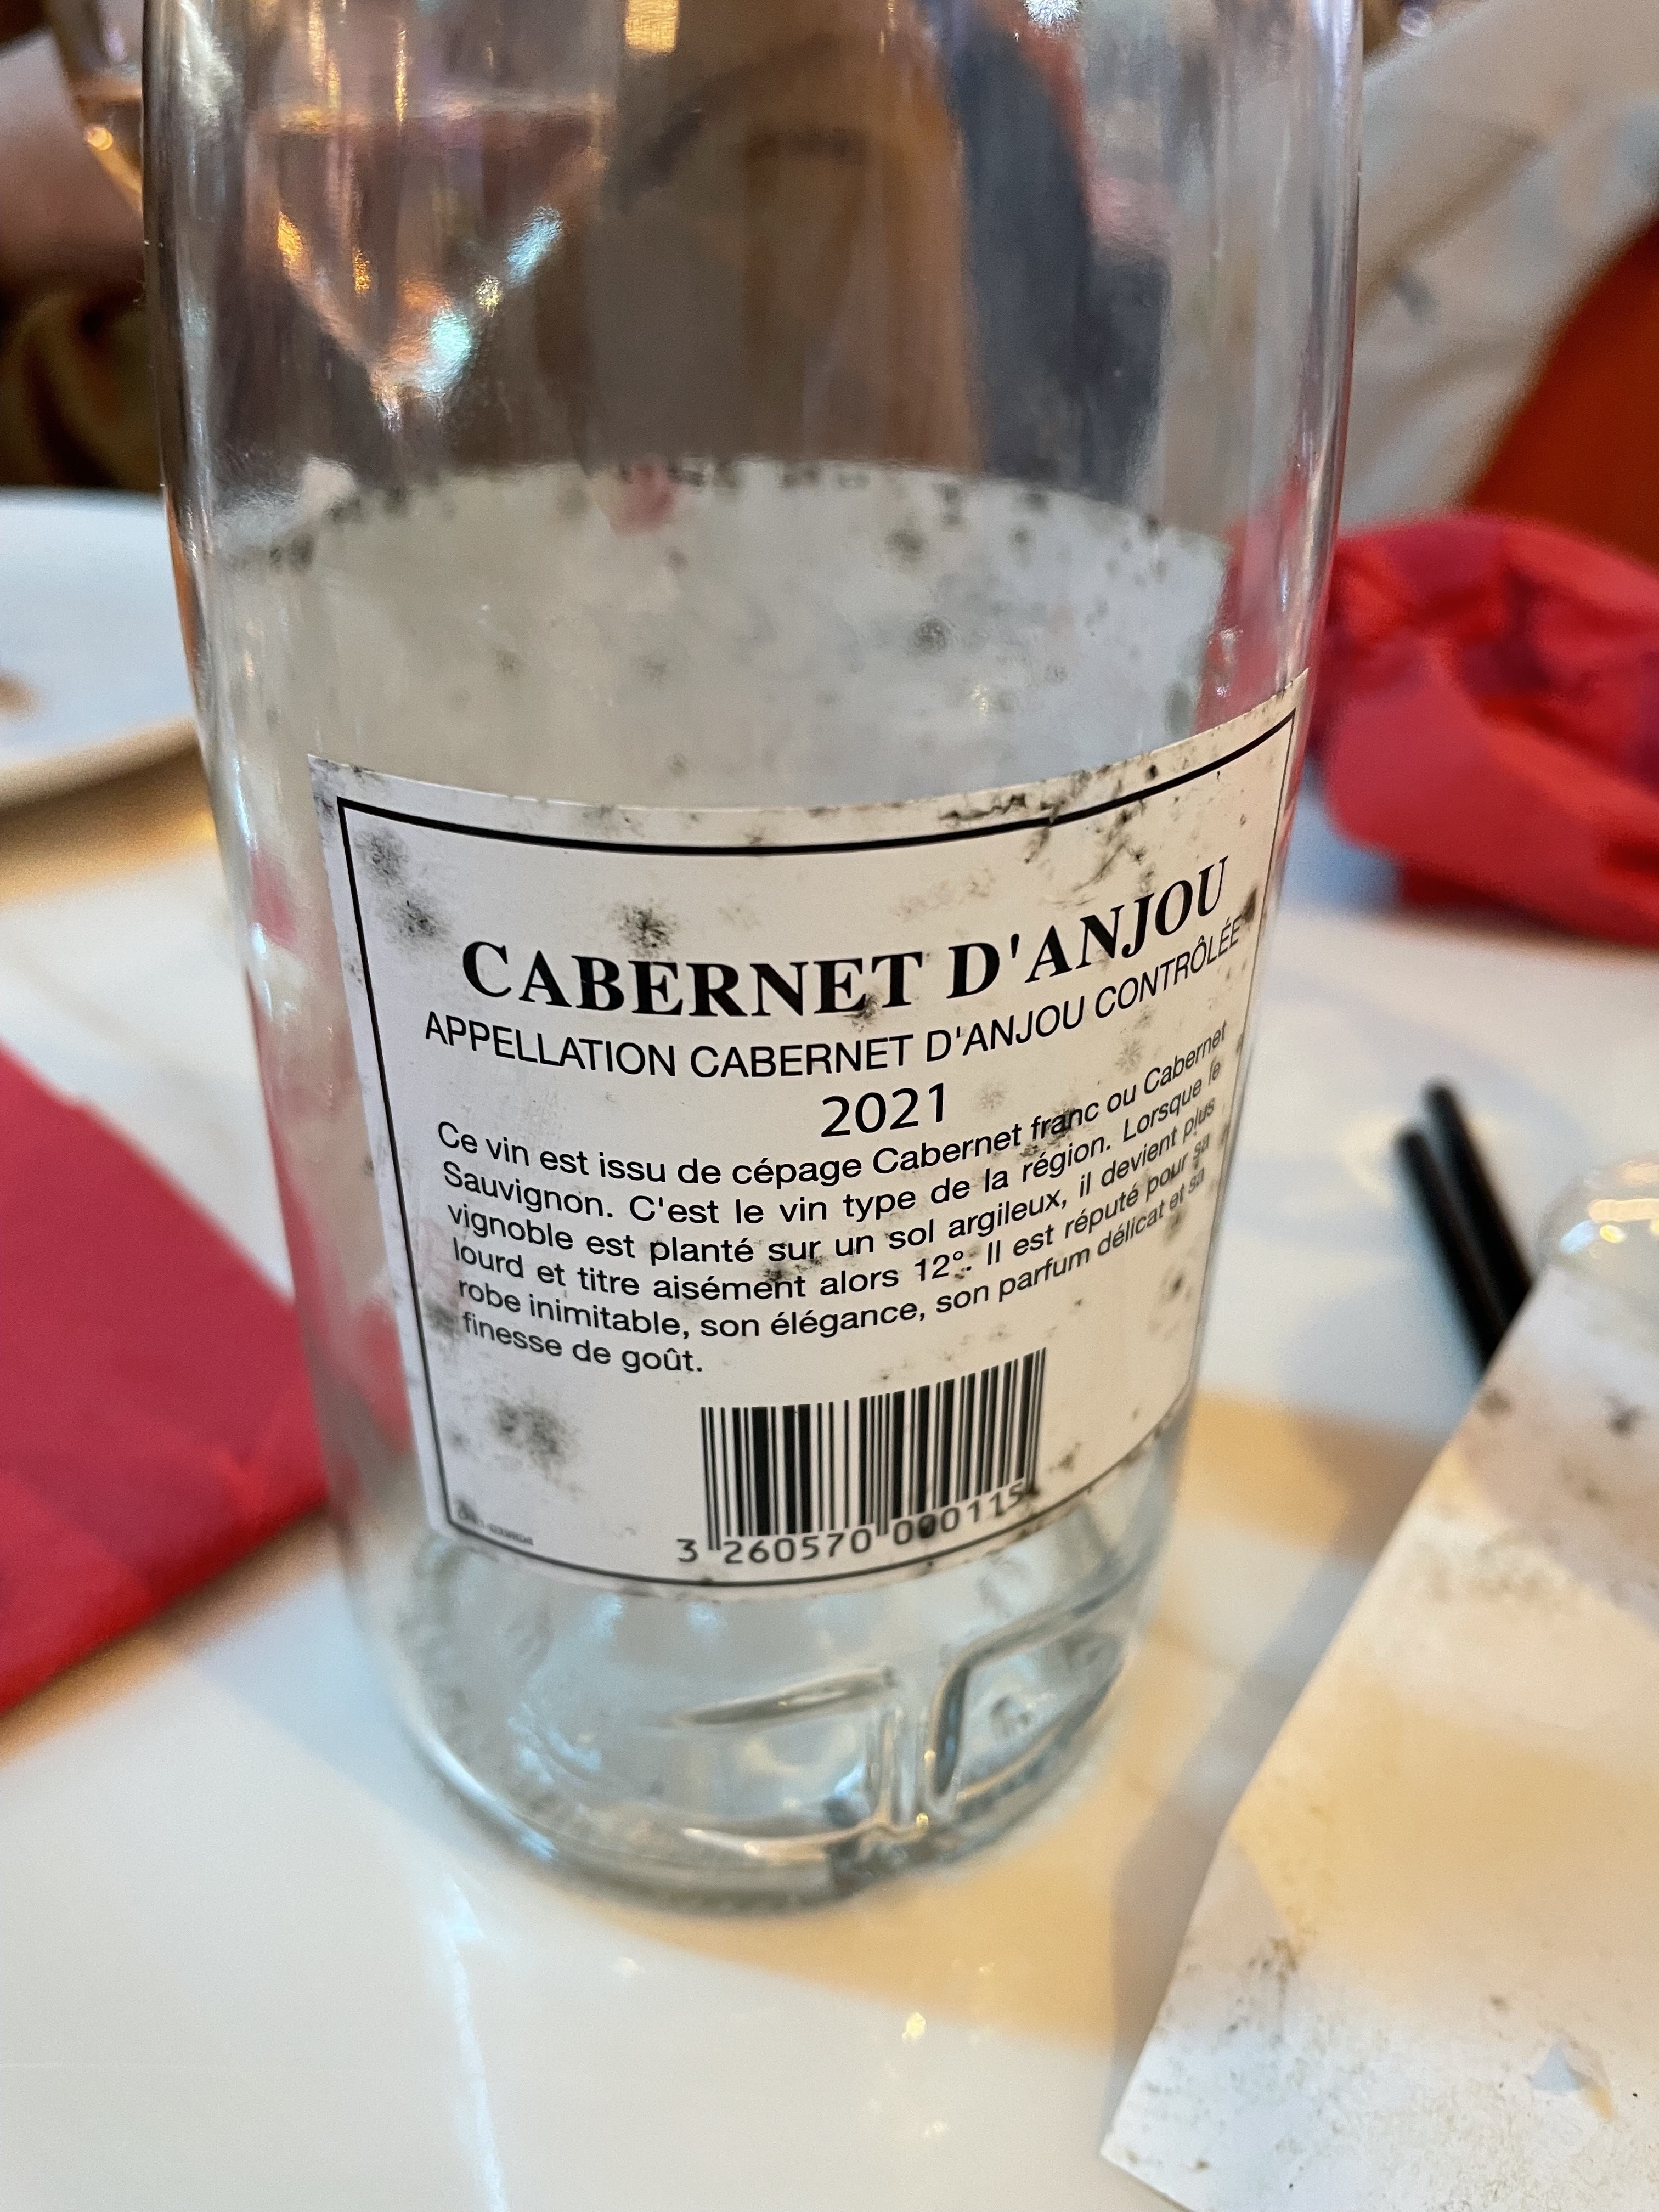 CABERNET D'ANJOU
APPELLATION CABERNET D'ANJOU CONTRÔLÉE
2021
Ce vin est issu de cépage Cabernet franc ou Cabernet
Sauvignon. C'est le vin type de la région. Lorsque le
vignoble est planté sur un sol argileux, il devient plus
lourd et titre aisément alors 12°. Il est réputé pour sa
robe inimitable, son élégance, son parfum délicat et sa
finesse de goût.
3 260570 000115